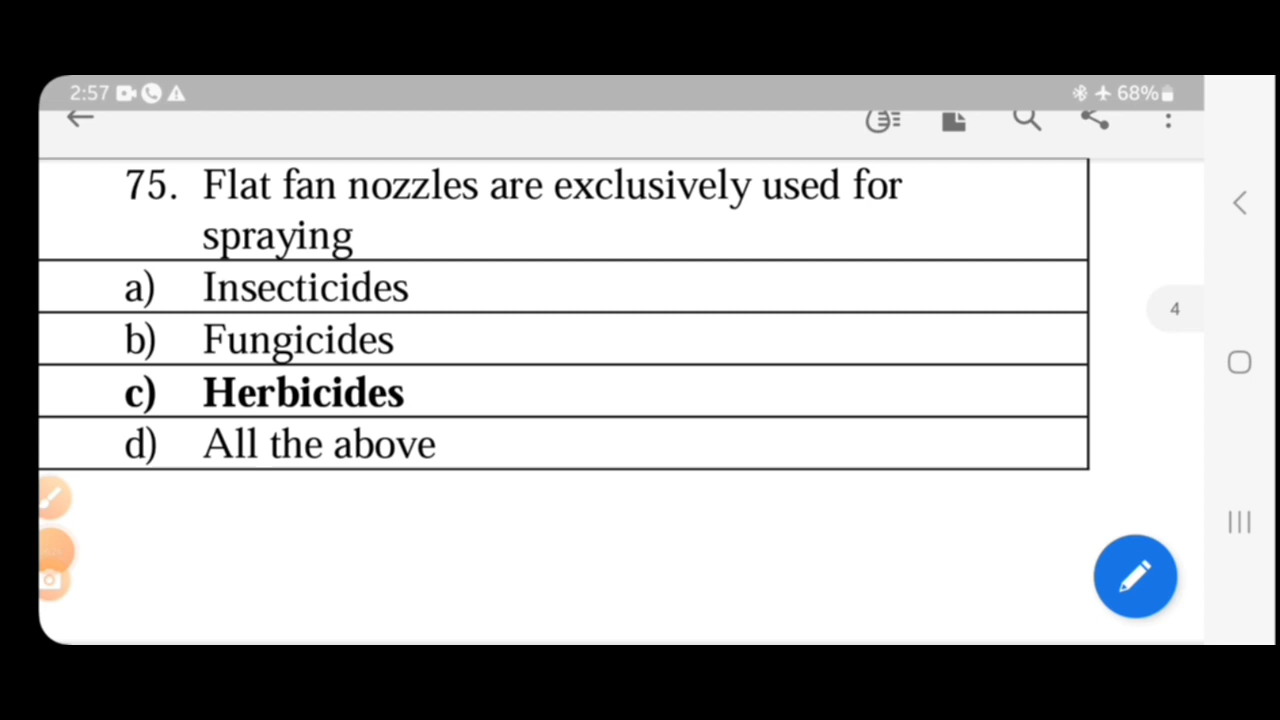 2:57 68%
75. Flat fan nozzles are exclusively used for
spraying
a) Insecticides
b) Fungicides
c) Herbicides
d) All the above
4